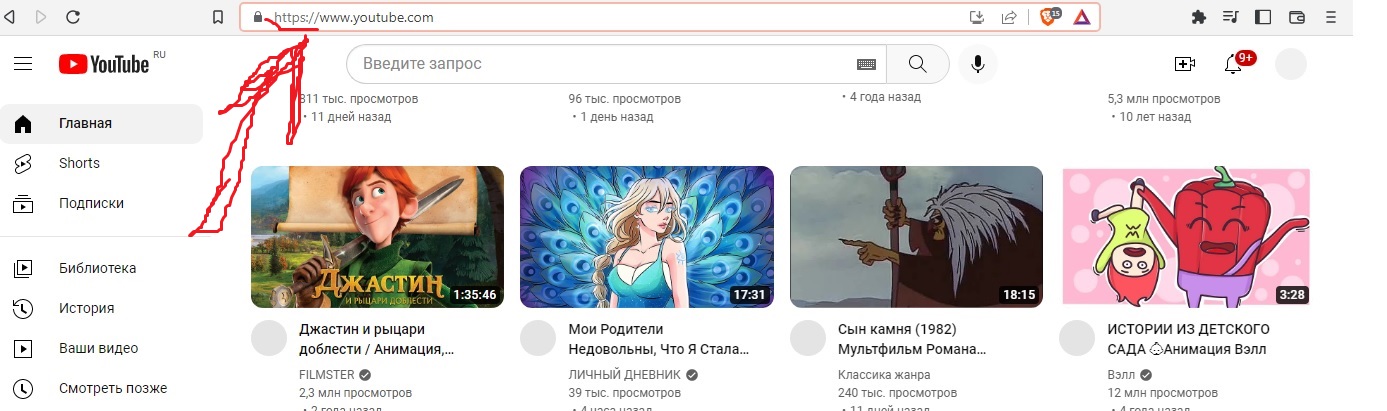 https://www.youtube.com
15
YouTube RU
Введите запрос
9+
811 тыс. просмотров
• 11 дней назад
96 тыс. просмотров
• 1 день назад
• 4 года назад
5,3 млн просмотров
• 10 лет назад
Главная
Shorts
Подписки
Библиотека
История
Ваши видео
Смотреть позже
ДЖАСТИН
И РЫЦАРИ ДОБЛЕСТИ
1:35:46
17:31
18:15
3:28
Джастин и рыцари
доблести / Анимация,...
FILMSTER
2,3 млн просмотров
• 2 года назад
Мои Родители
Недовольны, Что Я Стала...
ЛИЧНЫЙ ДНЕВНИК
39 тыс. просмотров
• 4 часа назад
Сын камня (1982)
Мультфильм Романа...
Классика жанра
240 тыс. просмотров
• 11 дней назад
ИСТОРИИ ИЗ ДЕТСКОГО
САДА Анимация Вэлл
Вэлл
12 млн просмотров
• 4 года назад